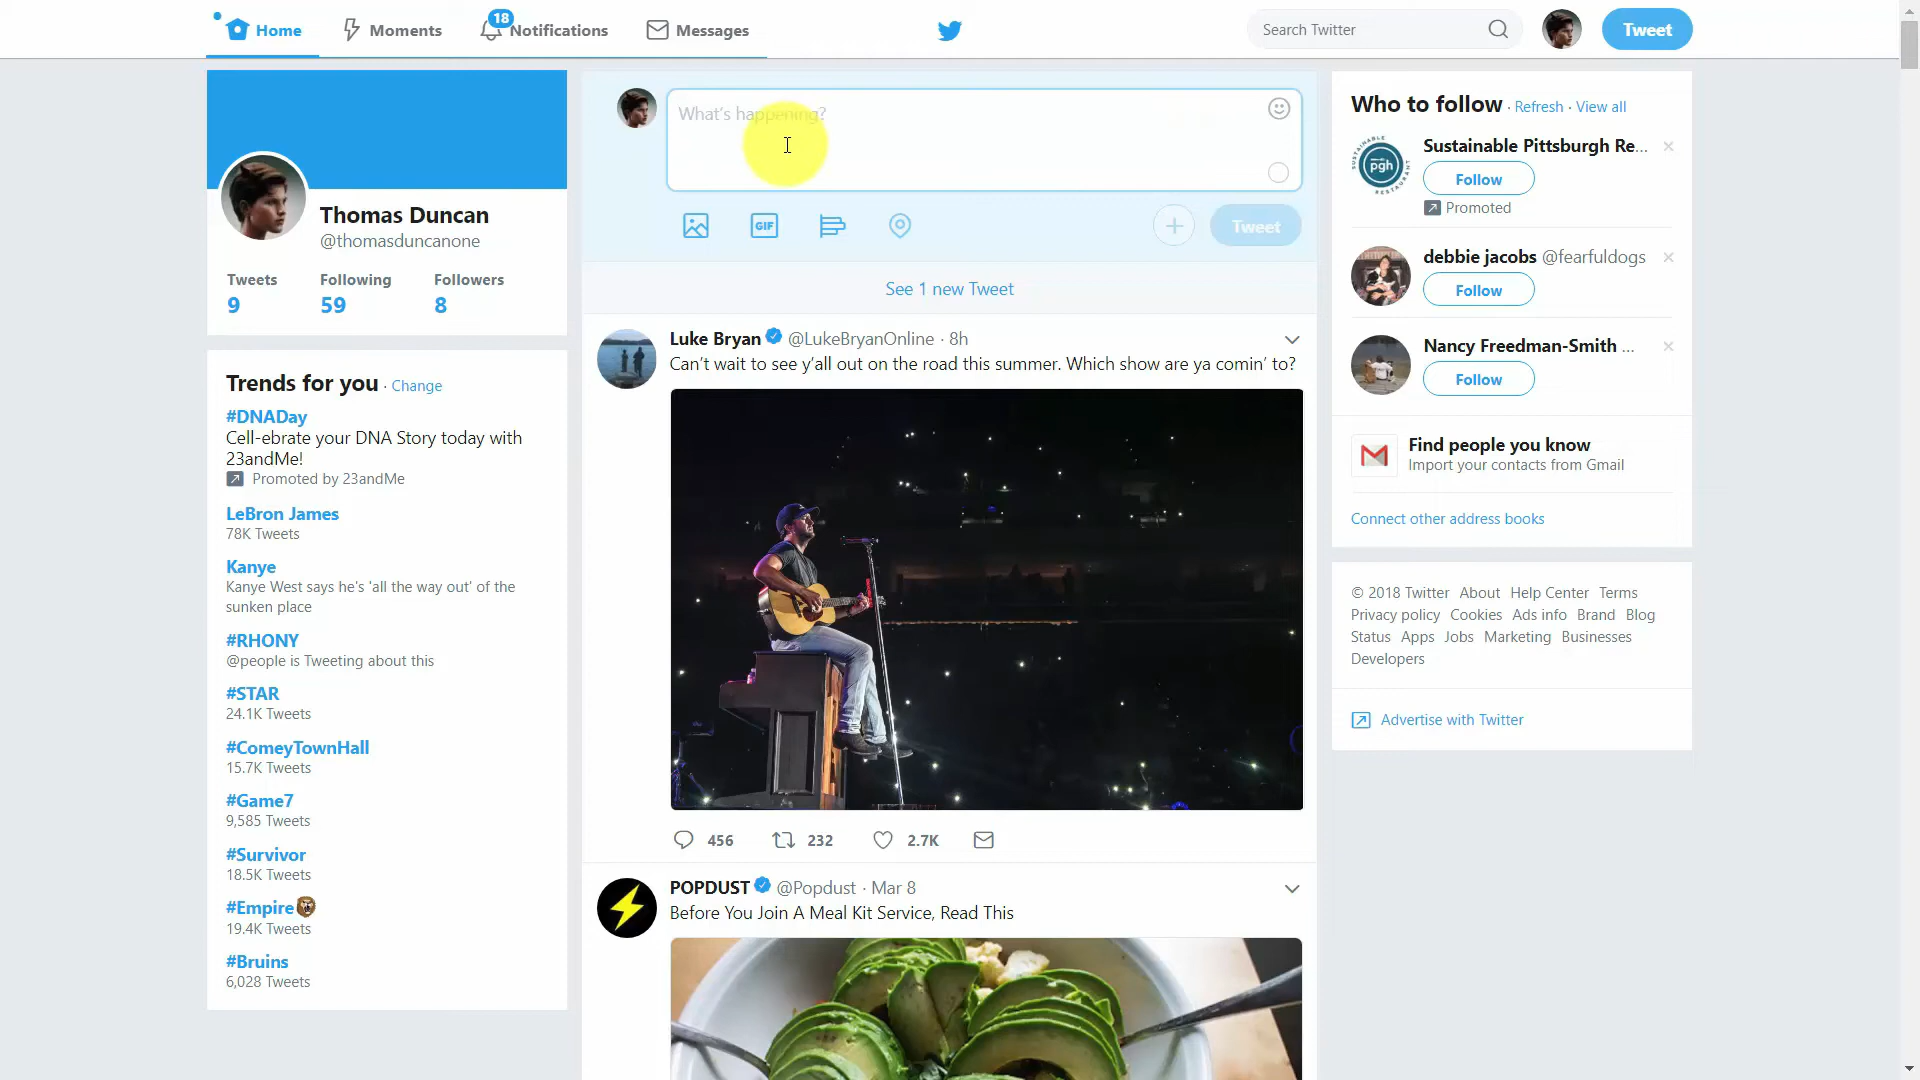 Home
Moments
18
Notifications
Messages
Search Twitter
Tweet
Thomas Duncan
@thomasduncanone
Tweets Following Followers
9 59 8
Trends for you · Change
#DNADay
Cell-ebrate your DNA Story today with
23andMe!
Promoted by 23andMe
LeBron James
78K Tweets
Kanye
Kanye West says he's 'all the way out' of the
sunken place
#RHONY
@people is Tweeting about this
#STAR
24.1K Tweets
#ComeyTownHall
15.7K Tweets
#Game7
9,585 Tweets
#Survivor
18.5K Tweets
#Empire
19.4K Tweets
#Bruins
6,028 Tweets
What's happening?
GIF
Tweet
See 1 new Tweet
Luke Bryan @LukeBryanOnline · 8h
Can't wait to see y'all out on the road this summer. Which show are ya comin' to?
456 232 2.7K
POPDUST @Popdust · Mar 8
Before You Join A Meal Kit Service, Read This
Who to follow · Refresh · View all
SUSTAINABLE PITTSBURGH
pgh
RESTAURANT
Sustainable Pittsburgh Re...
Follow
Promoted
debbie jacobs @fearfuldogs
Follow
Nancy Freedman-Smith ...
Follow
Find people you know
Import your contacts from Gmail
Connect other address books
© 2018 Twitter About Help Center Terms
Privacy policy Cookies Ads info Brand Blog
Status Apps Jobs Marketing Businesses
Developers
Advertise with Twitter